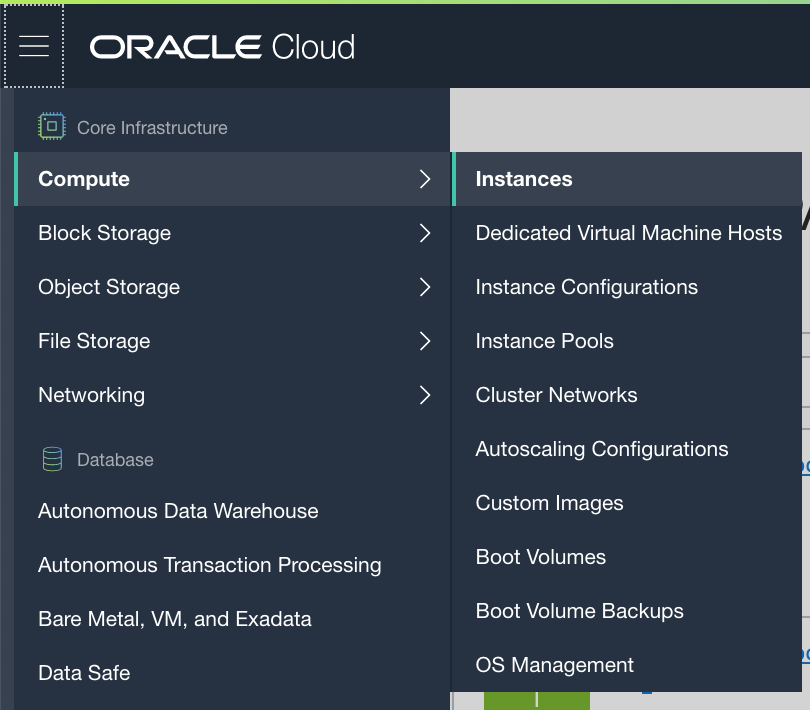 ORACLE Cloud
Core Infrastructure
Compute
Block Storage
Object Storage
File Storage
Networking
Database
Autonomous Data Warehouse
Autonomous Transaction Processing
Bare Metal, VM, and Exadata
Data Safe
Instances
Dedicated Virtual Machine Hosts
Instance Configurations
Instance Pools
Cluster Networks
Autoscaling Configurations
Custom Images
Boot Volumes
Boot Volume Backups
OS Management